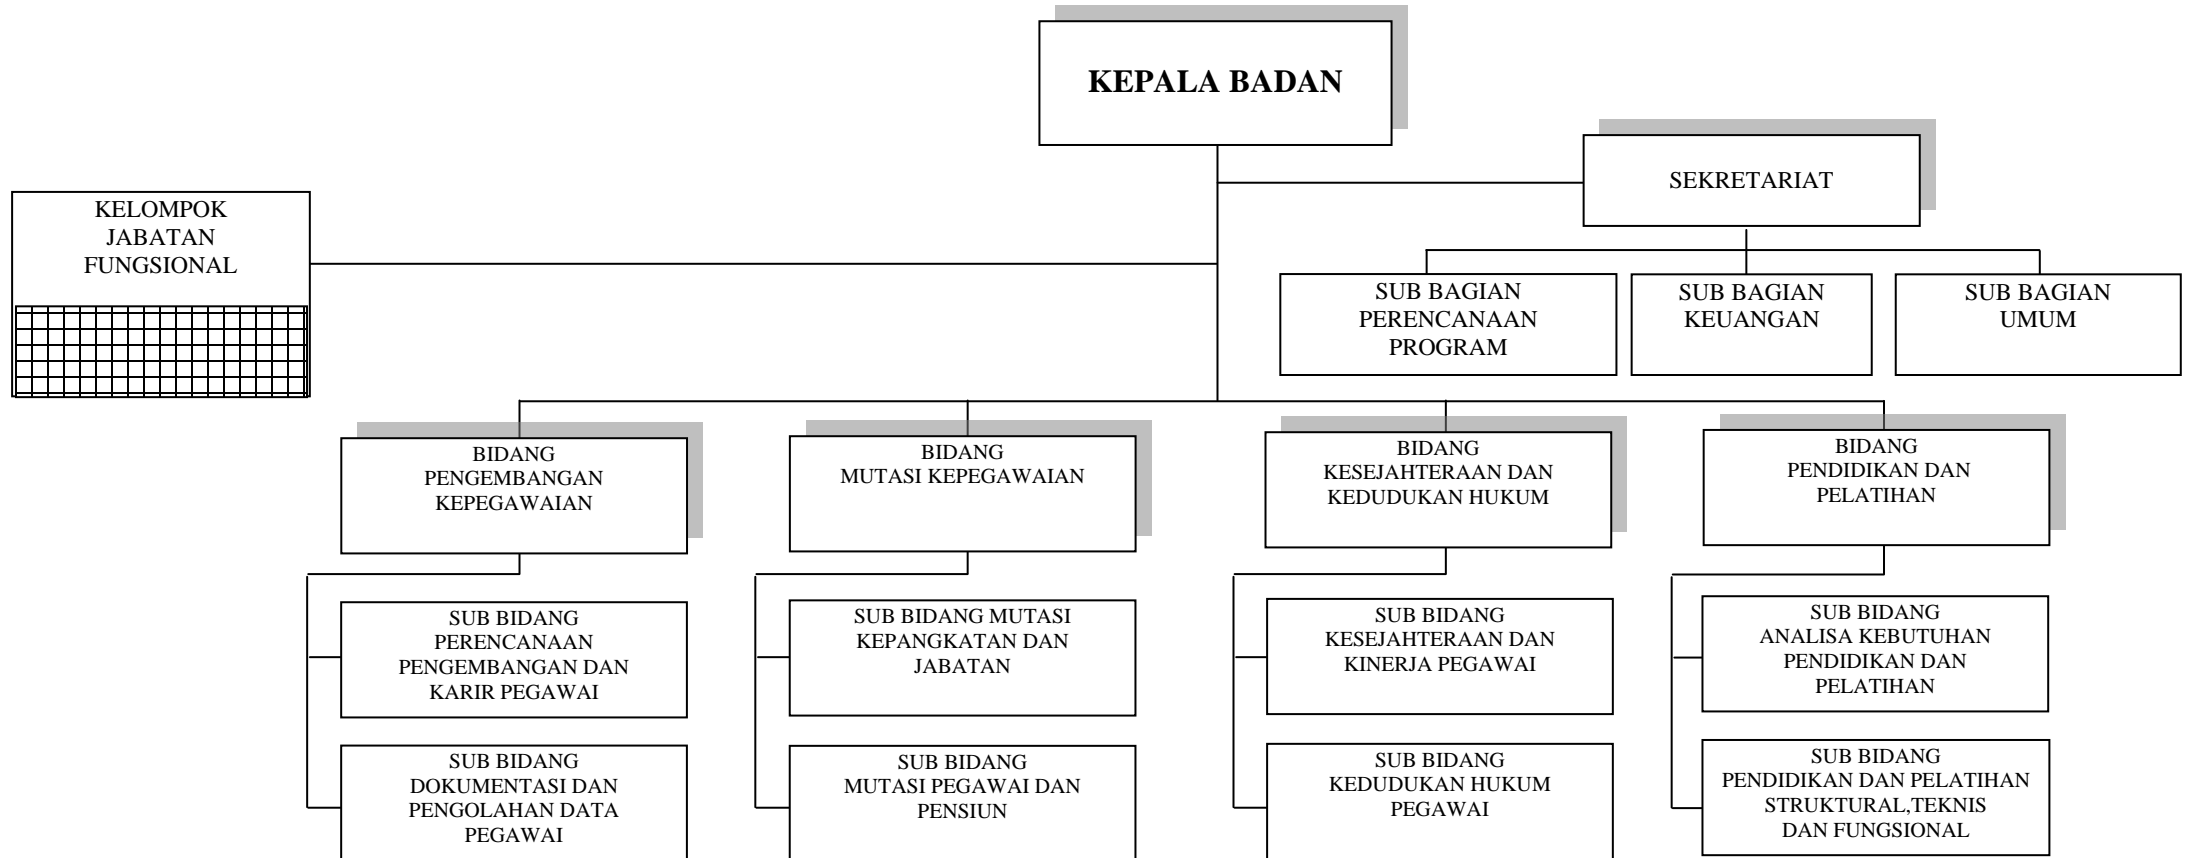 KEPALA BADAN
SEKRETARIAT
KELOMPOK
JABATAN
FUNGSIONAL
SUB BAGIAN
PERENCANAAN
PROGRAM
SUB BAGIAN
KEUANGAN
SUB BAGIAN
UMUM
BIDANG
PENGEMBANGAN
KEPEGAWAIAN
BIDANG
MUTASI KEPEGAWAIAN
BIDANG
KESEJAHTERAAN DAN
KEDUDUKAN HUKUM
BIDANG
PENDIDIKAN DAN
PELATIHAN
SUB BIDANG
PERENCANAAN
PENGEMBANGAN DAN
KARIR PEGAWAI
SUB BIDANG MUTASI
KEPANGKATAN DAN
JABATAN
SUB BIDANG
KESEJAHTERAAN DAN
KINERJA PEGAWAI
SUB BIDANG
ANALISA KEBUTUHAN
PENDIDIKAN DAN
PELATIHAN
SUB BIDANG
DOKUMENTASI DAN
PENGOLAHAN DATA
PEGAWAI
SUB BIDANG
MUTASI PEGAWAI DAN
PENSIUN
SUB BIDANG
KEDUDUKAN HUKUM
PEGAWAI
SUB BIDANG
PENDIDIKAN DAN PELATIHAN
STRUKTURAL,TEKNIS
DAN FUNGSIONAL